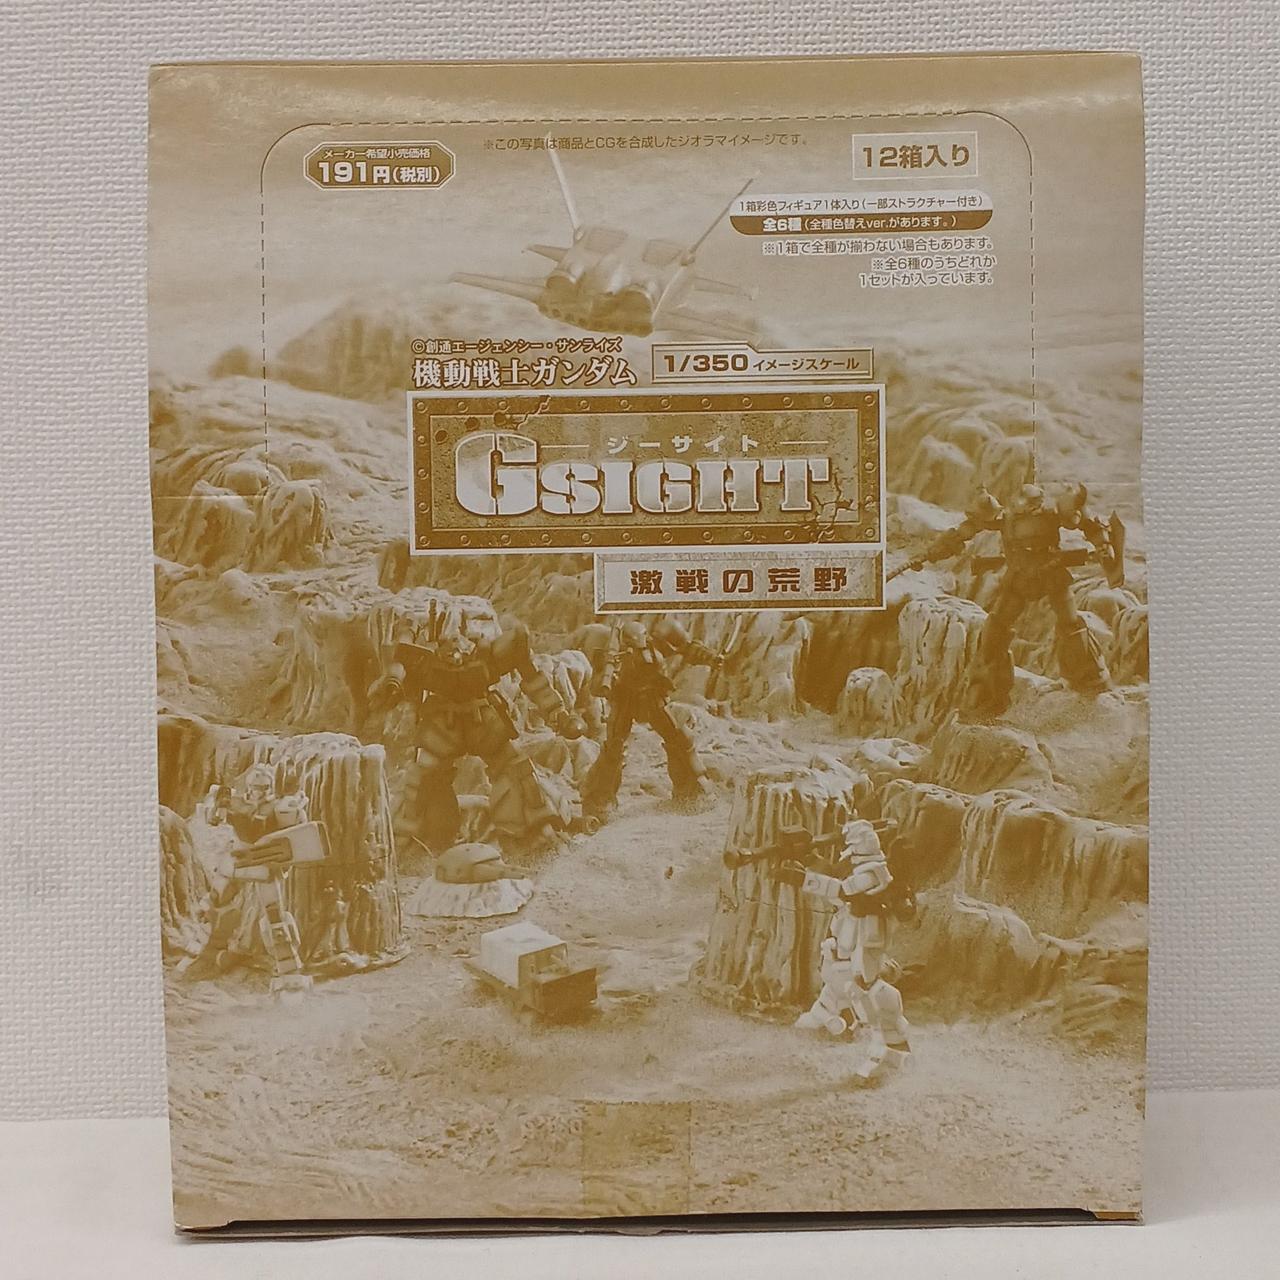 ※この写真は商品とCGを合成したジオラマイメージです。
メーカー希望小売価格
191円(税別)
12箱入り
1箱彩色フィギュア1体入り(一部ストラクチャー付き)
全6種(全種色替えver.があります。)
※1箱で全種が揃わない場合もあります。
※全6種のうちどれか
1セットが入っています。
©創通エージェンシー・サンライズ
機動戦士ガンダム
1/350イメージスケール
ジーサイト
GSIGHT
激戦の荒野